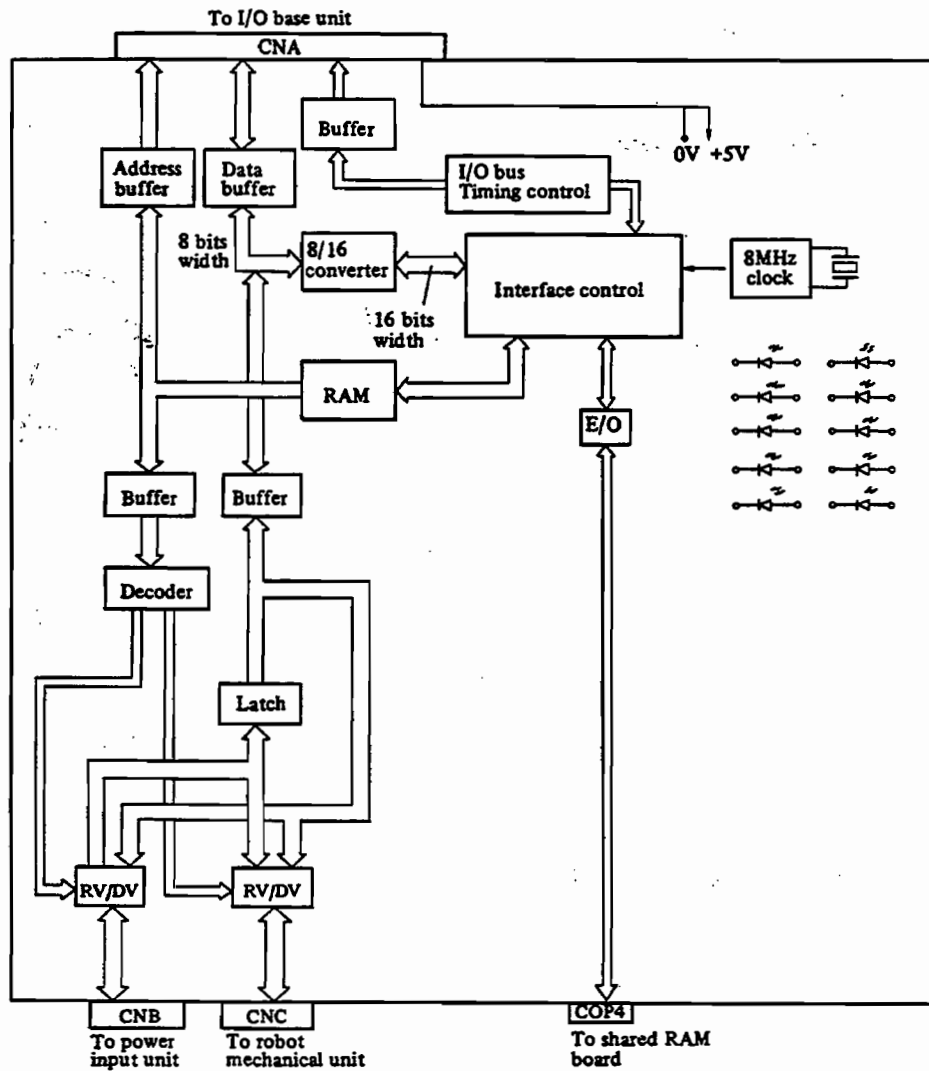 To I/O base unit
CNA
Buffer
0V +5V
Address
buffer
Data
buffer
I/O bus
Timing control
8 bits
width
8/16
converter
16 bits
width
Interface control
8MHz
clock
RAM
E/O
Buffer
Buffer
Decoder
Latch
RV/DV
RV/DV
CNB
CNC
COP4
To power
input unit
To robot
mechanical unit
To shared RAM
board